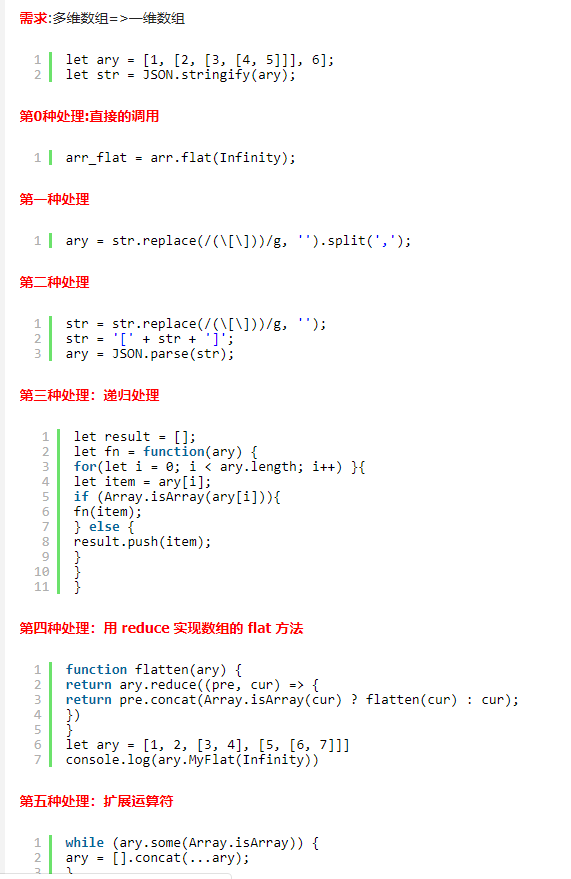 需求:多维数组=>一维数组
1 let ary = [1, [2, [3, [4, 5]]], 6];
2 let str = JSON.stringify(ary);
第0种处理:直接的调用
1 arr_flat = arr.flat(Infinity);
第一种处理
1 ary = str.replace(/(\[\]))/g, '').split(',');
第二种处理
1 str = str.replace(/(\[\]))/g, '');
2 str = '[' + str + ']';
3 ary = JSON.parse(str);
第三种处理：递归处理
1 let result = [];
2 let fn = function(ary) {
3 for(let i = 0; i < ary.length; i++) }{
4 let item = ary[i];
5 if (Array.isArray(ary[i])){
6 fn(item);
7 } else {
8 result.push(item);
9 }
10 }
11 }
第四种处理：用 reduce 实现数组的 flat 方法
1 function flatten(ary) {
2 return ary.reduce((pre, cur) => {
3 return pre.concat(Array.isArray(cur) ? flatten(cur) : cur);
4 })
5 }
6 let ary = [1, 2, [3, 4], [5, [6, 7]]]
7 console.log(ary.MyFlat(Infinity))
第五种处理：扩展运算符
1 while (ary.some(Array.isArray)) {
2 ary = [].concat(...ary);
3 }